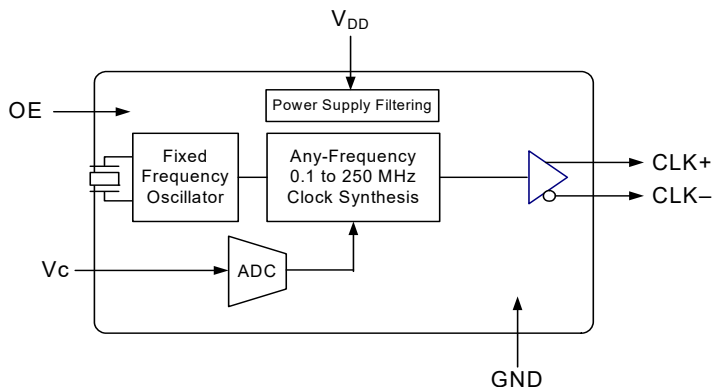 VDD
OE
Power Supply Filtering
Fixed
Frequency
Oscillator
Any-Frequency
0.1 to 250 MHz
Clock Synthesis
CLK+
CLK–
Vc
ADC
GND